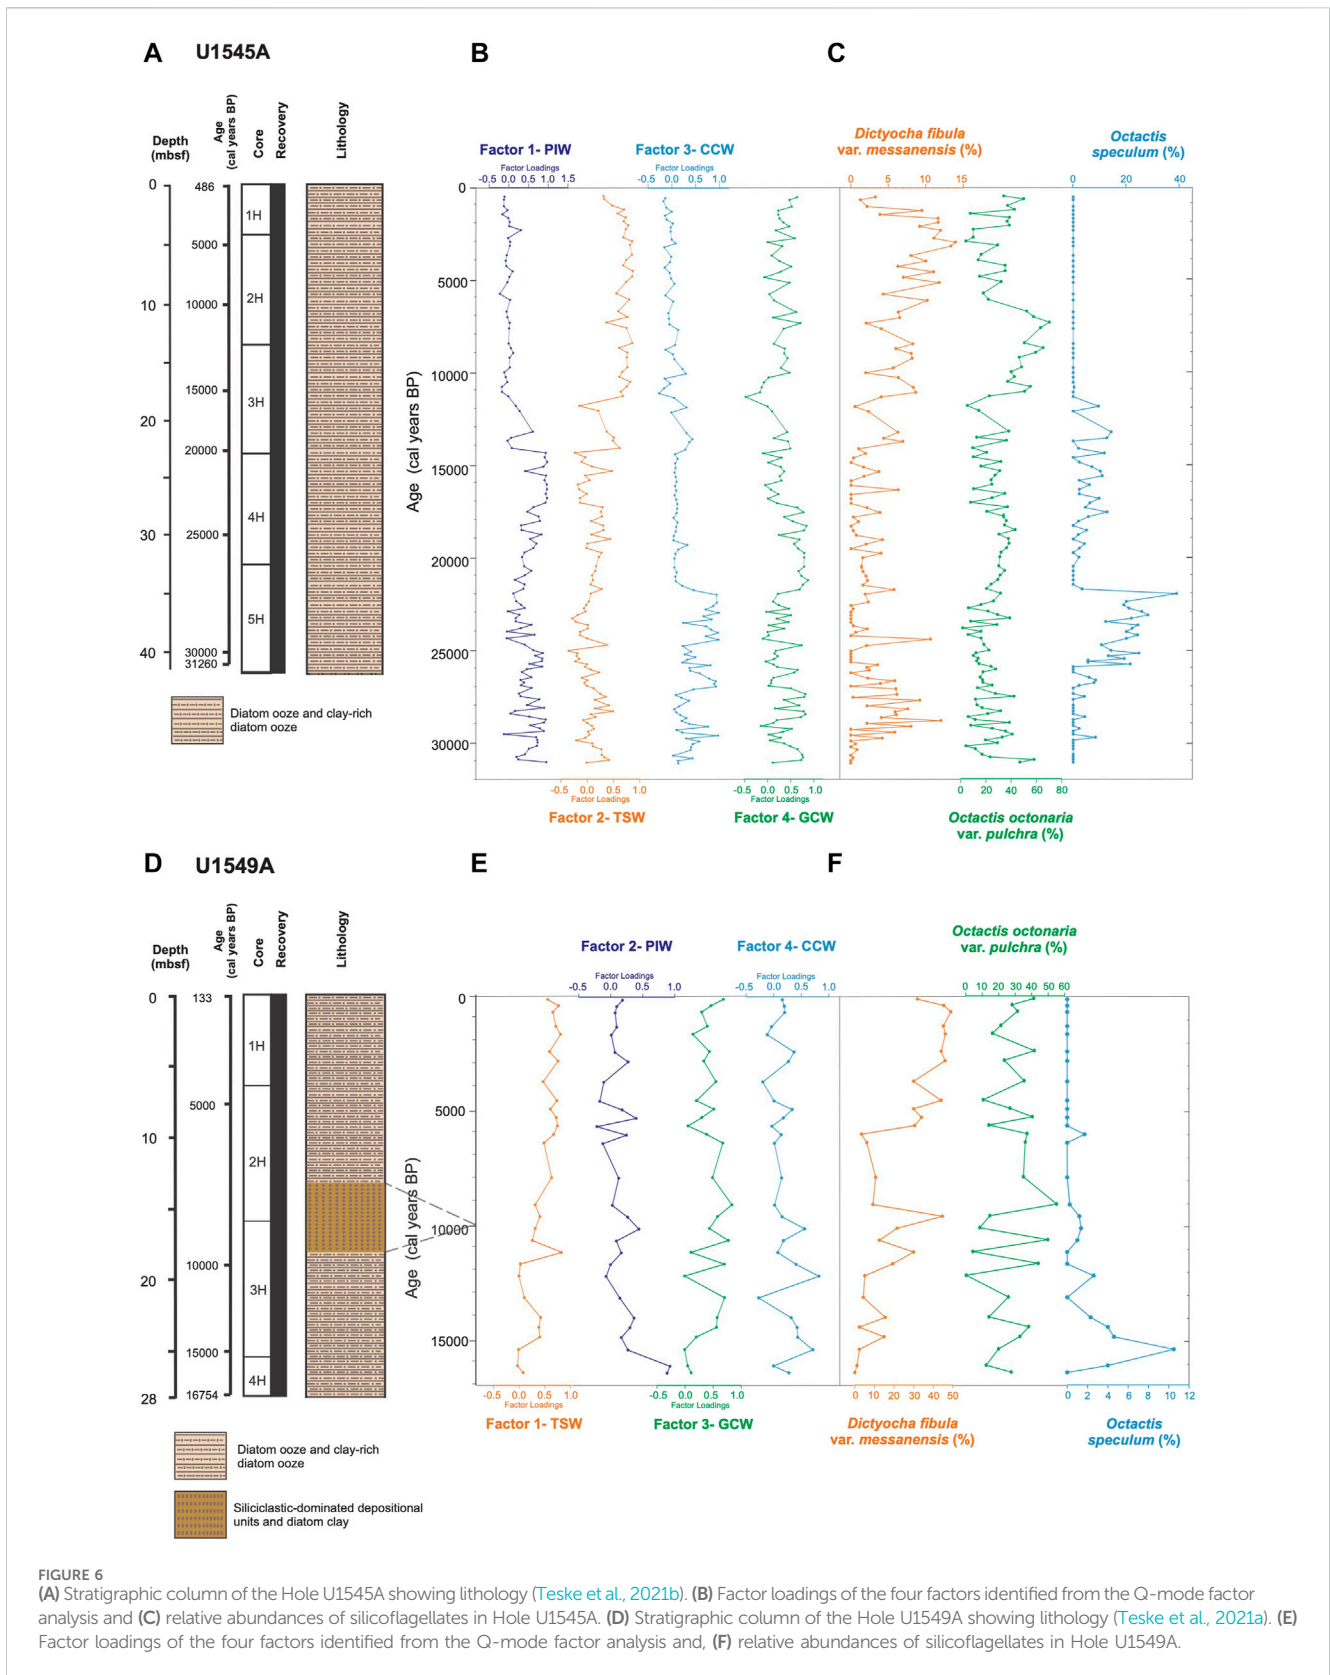 A
U1545A
B
C
Depth
(mbsf)
Age
(cal years BP)
Core
Recovery
Lithology
0
10
20
30
40
486
5000
10000
15000
20000
25000
30000
31260
1H
2H
3H
4H
5H
Diatom ooze and clay-rich
diatom ooze
Factor 1- PIW
Factor Loadings
-0.5 0.0 0.5 1.0 1.5
Factor 3- CCW
Factor Loadings
-0.5 0.0 0.5 1.0
Dictyocha fibula
var. messanensis (%)
0 5 10 15
Octactis
speculum (%)
0 20 40
Age (cal years BP)
0
5000
10000
15000
20000
25000
30000
-0.5 0.0 0.5 1.0
Factor Loadings
Factor 2- TSW
-0.5 0.0 0.5 1.0
Factor Loadings
Factor 4- GCW
0 20 40 60 80
Octactis octonaria
var. pulchra (%)
D
U1549A
E
F
Depth
(mbsf)
Age
(cal years BP)
Core
Recovery
Lithology
0
10
20
28
133
5000
10000
15000
16754
1H
2H
3H
4H
Diatom ooze and clay-rich
diatom ooze
Siliciclastic-dominated depositional
units and diatom clay
Factor 2- PIW
Factor Loadings
-0.5 0.0 0.5 1.0
Factor 4- CCW
Factor Loadings
-0.5 0.0 0.5 1.0
Octactis octonaria
var. pulchra (%)
0 10 20 30 40 50 60
Age (cal years BP)
0
5000
10000
15000
-0.5 0.0 0.5 1.0
Factor Loadings
Factor 1- TSW
-0.5 0.0 0.5 1.0
Factor Loadings
Factor 3- GCW
0 10 20 30 40 50
Dictyocha fibula
var. messanensis (%)
0 2 4 6 8 10 12
Octactis
speculum (%)
FIGURE 6
(A) Stratigraphic column of the Hole U1545A showing lithology (Teske et al., 2021b). (B) Factor loadings of the four factors identified from the Q-mode factor
analysis and (C) relative abundances of silicoflagellates in Hole U1545A. (D) Stratigraphic column of the Hole U1549A showing lithology (Teske et al., 2021a). (E)
Factor loadings of the four factors identified from the Q-mode factor analysis and, (F) relative abundances of silicoflagellates in Hole U1549A.